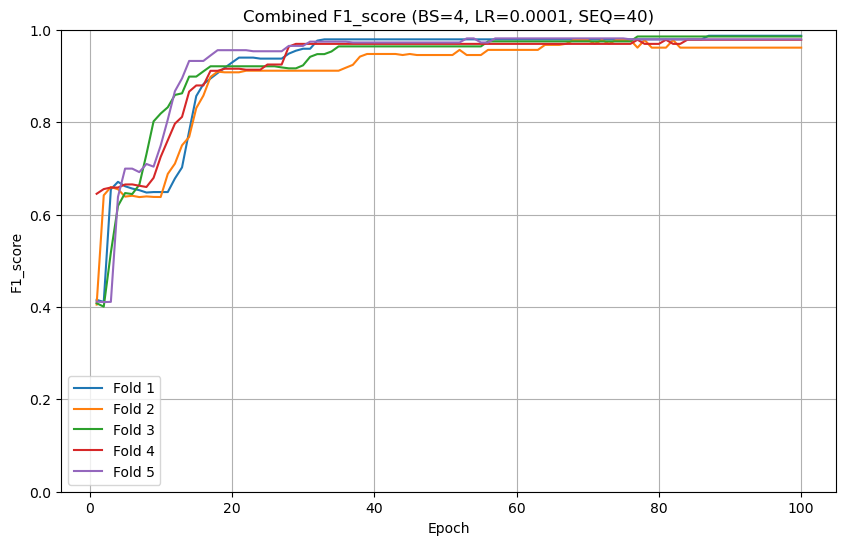 Combined F1_score (BS=4, LR=0.0001, SEQ=40)
1.0
0.8
0.6
0.4
0.2
0.0
F1_score
Fold 1
Fold 2
Fold 3
Fold 4
Fold 5
0 20 40 60 80 100
Epoch